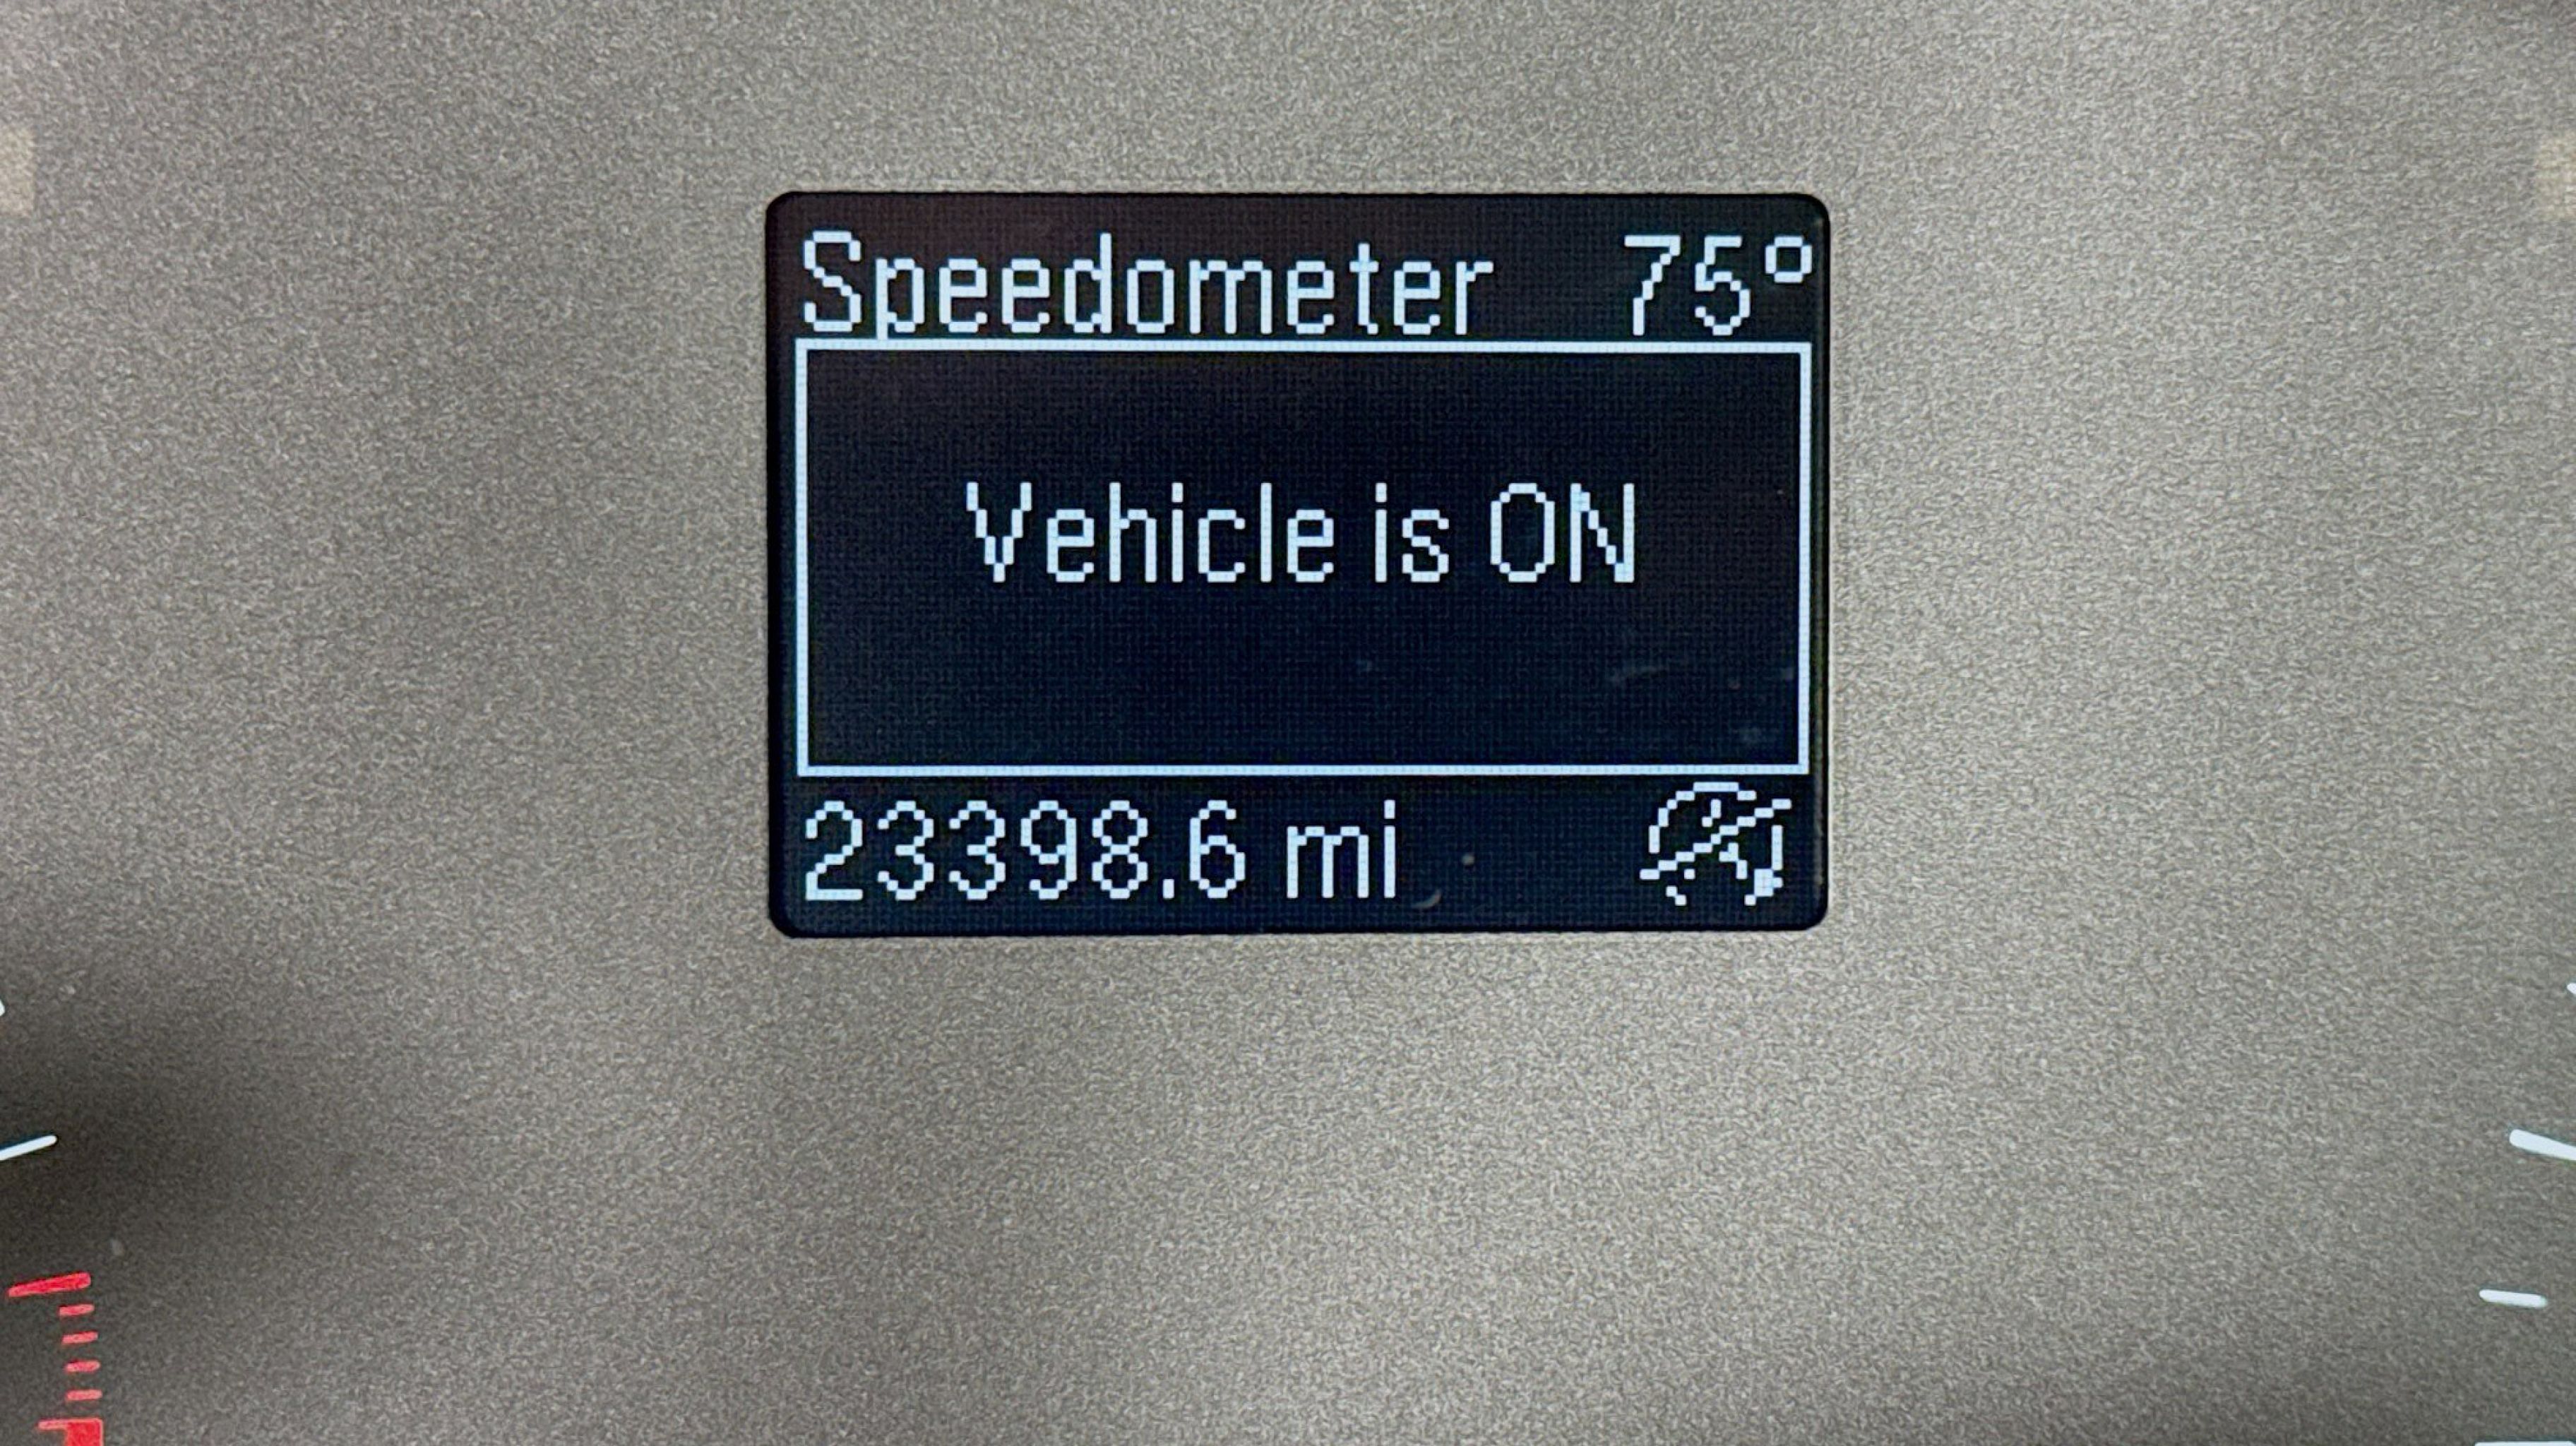 Speedometer 75°
Vehicle is ON
23398.6 mi